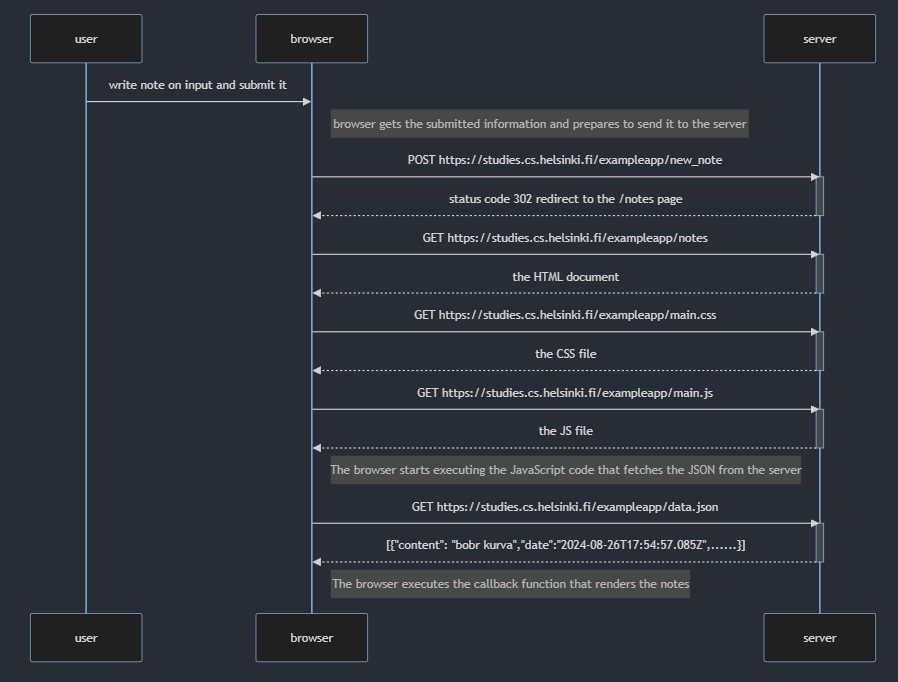 user browser server
write note on input and submit it
browser gets the submitted information and prepares to send it to the server
POST https://studies.cs.helsinki.fi/exampleapp/new_note
status code 302 redirect to the /notes page
GET https://studies.cs.helsinki.fi/exampleapp/notes
the HTML document
GET https://studies.cs.helsinki.fi/exampleapp/main.css
the CSS file
GET https://studies.cs.helsinki.fi/exampleapp/main.js
the JS file
The browser starts executing the JavaScript code that fetches the JSON from the server
GET https://studies.cs.helsinki.fi/exampleapp/data.json
[{"content": "bobr kurva","date":"2024-08-26T17:54:57.085Z",......}]
The browser executes the callback function that renders the notes
user browser server